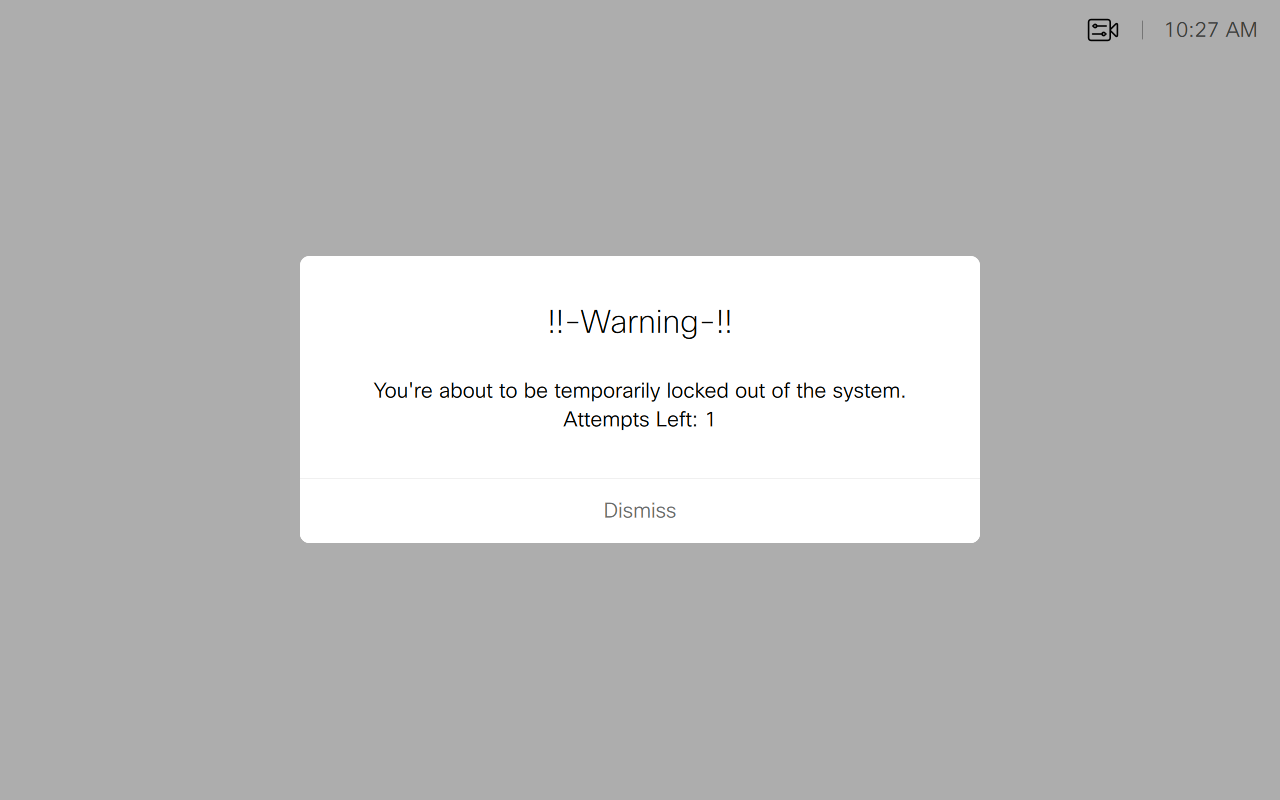 10:27 AM
!!-Warning-!!
You're about to be temporarily locked out of the system.
Attempts Left: 1
Dismiss